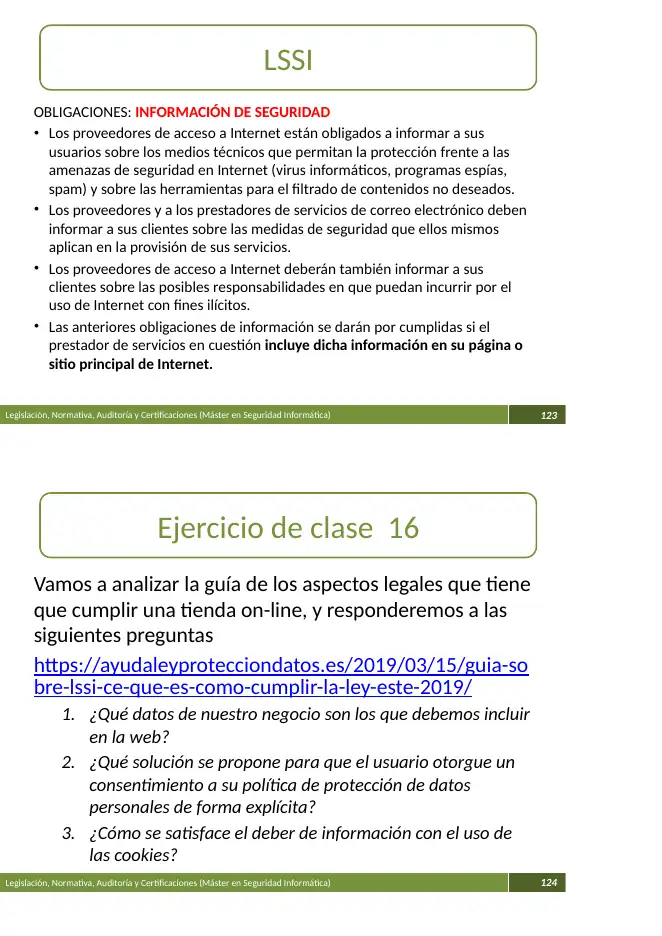 LSSI
OBLIGACIONES: INFORMACIÓN DE SEGURIDAD
• Los proveedores de acceso a Internet están obligados a informar a sus
usuarios sobre los medios técnicos que permitan la protección frente a las
amenazas de seguridad en Internet (virus informáticos, programas espías,
spam) y sobre las herramientas para el filtrado de contenidos no deseados.
• Los proveedores y a los prestadores de servicios de correo electrónico deben
informar a sus clientes sobre las medidas de seguridad que ellos mismos
aplican en la provisión de sus servicios.
• Los proveedores de acceso a Internet deberán también informar a sus
clientes sobre las posibles responsabilidades en que puedan incurrir por el
uso de Internet con fines ilícitos.
• Las anteriores obligaciones de información se darán por cumplidas si el
prestador de servicios en cuestión incluye dicha información en su página o
sitio principal de Internet.
Legislación, Normativa, Auditoría y Certificaciones (Máster en Seguridad Informática)
123
Ejercicio de clase 16
Vamos a analizar la guía de los aspectos legales que tiene
que cumplir una tienda on-line, y responderemos a las
siguientes preguntas
https://ayudaleyprotecciondatos.es/2019/03/15/guia-so
bre-lssi-ce-que-es-como-cumplir-la-ley-este-2019/
1. ¿Qué datos de nuestro negocio son los que debemos incluir
en la web?
2. ¿Qué solución se propone para que el usuario otorgue un
consentimiento a su política de protección de datos
personales de forma explícita?
3. ¿Cómo se satisface el deber de información con el uso de
las cookies?
Legislación, Normativa, Auditoría y Certificaciones (Máster en Seguridad Informática)
124